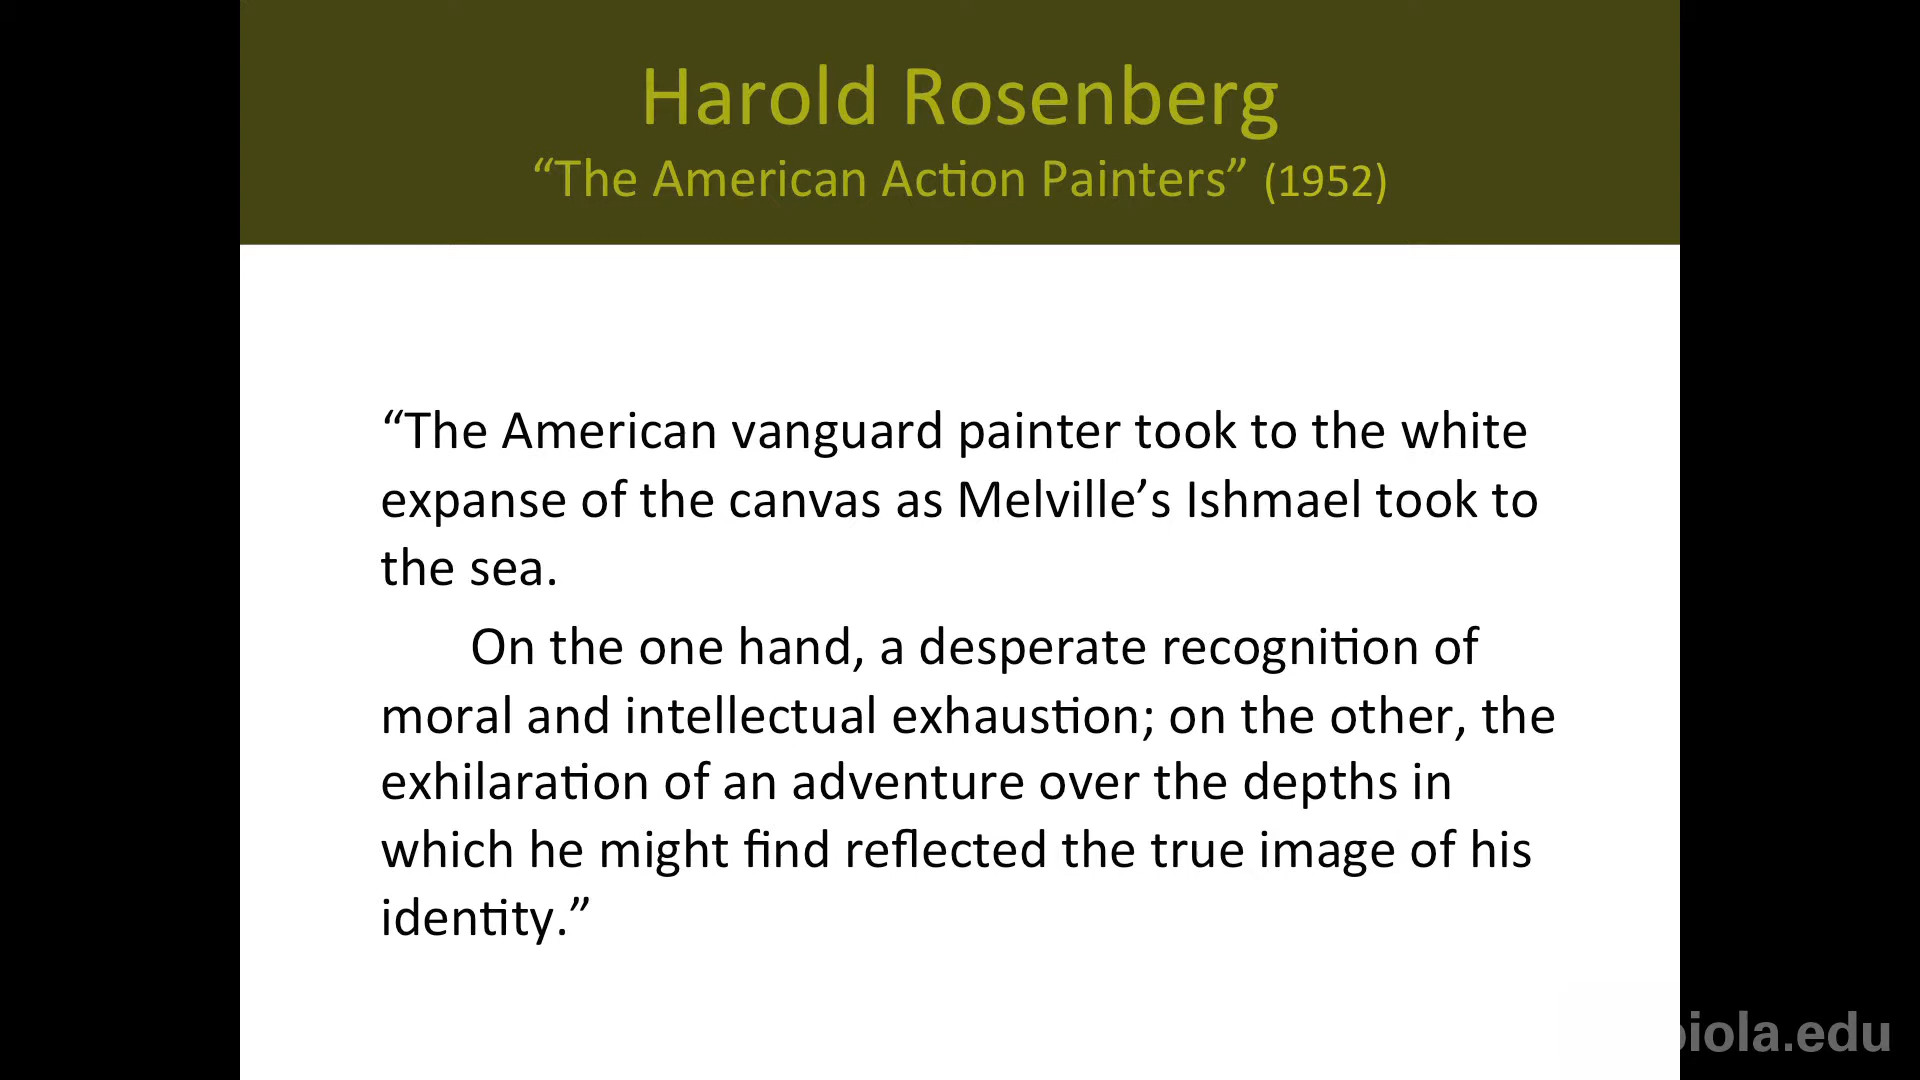 Harold Rosenberg
“The American Action Painters” (1952)
“The American vanguard painter took to the white
expanse of the canvas as Melville’s Ishmael took to
the sea.
On the one hand, a desperate recognition of
moral and intellectual exhaustion; on the other, the
exhilaration of an adventure over the depths in
which he might find reflected the true image of his
identity.”
biola.edu